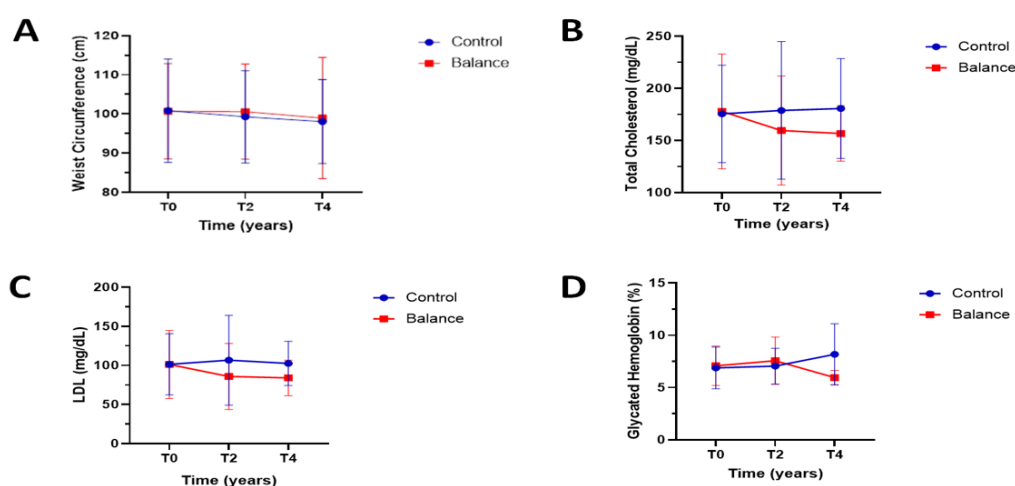 A
Weist Circunference (cm)
120
110
100
90
80
T0
T2
T4
Time (years)
Control
Balance
B
Total Cholesterol (mg/dL)
250
200
150
100
T0
T2
T4
Time (years)
Control
Balance
C
LDL (mg/dL)
200
150
100
50
0
T0
T2
T4
Time (years)
Control
Balance
D
Glycated Hemoglobin (%)
15
10
5
0
T0
T2
T4
Time (years)
Control
Balance